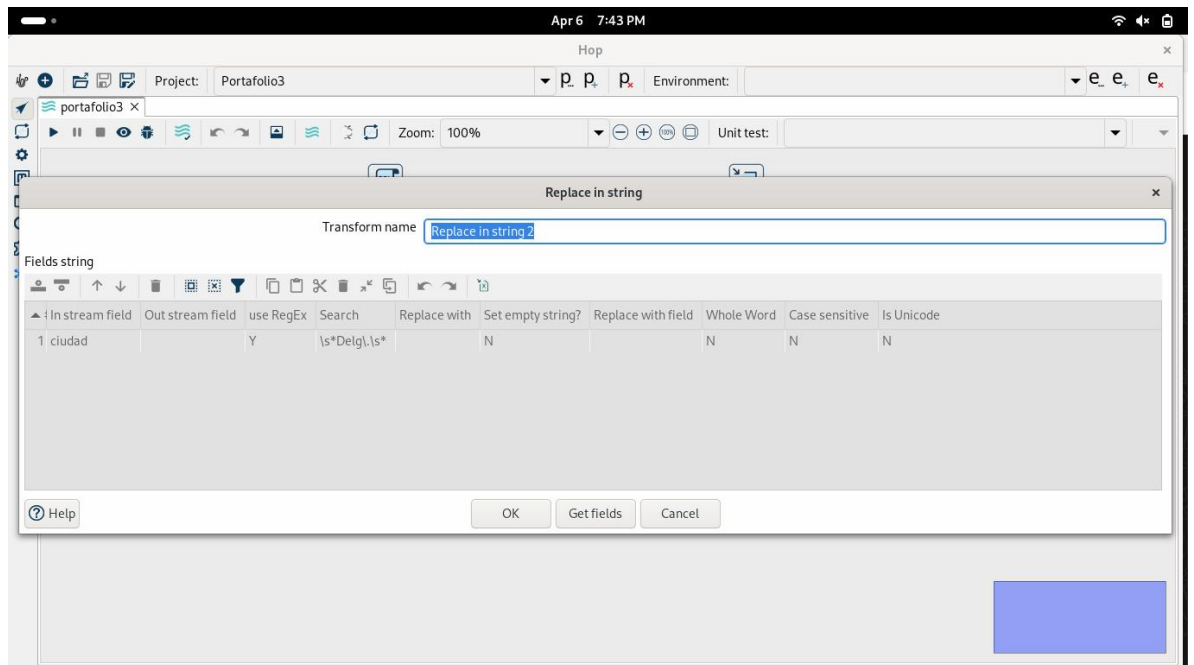 Apr 6 7:43 PM
Hop
Project: Portafolio3 Environment:
portafolio3
Zoom: 100% Unit test:
Replace in string
Transform name Replace in string 2
Fields string
In stream field Out stream field use RegEx Search Replace with Set empty string? Replace with field Whole Word Case sensitive Is Unicode
1 ciudad Y \s*Delg\.\s* N N N N
Help OK Get fields Cancel